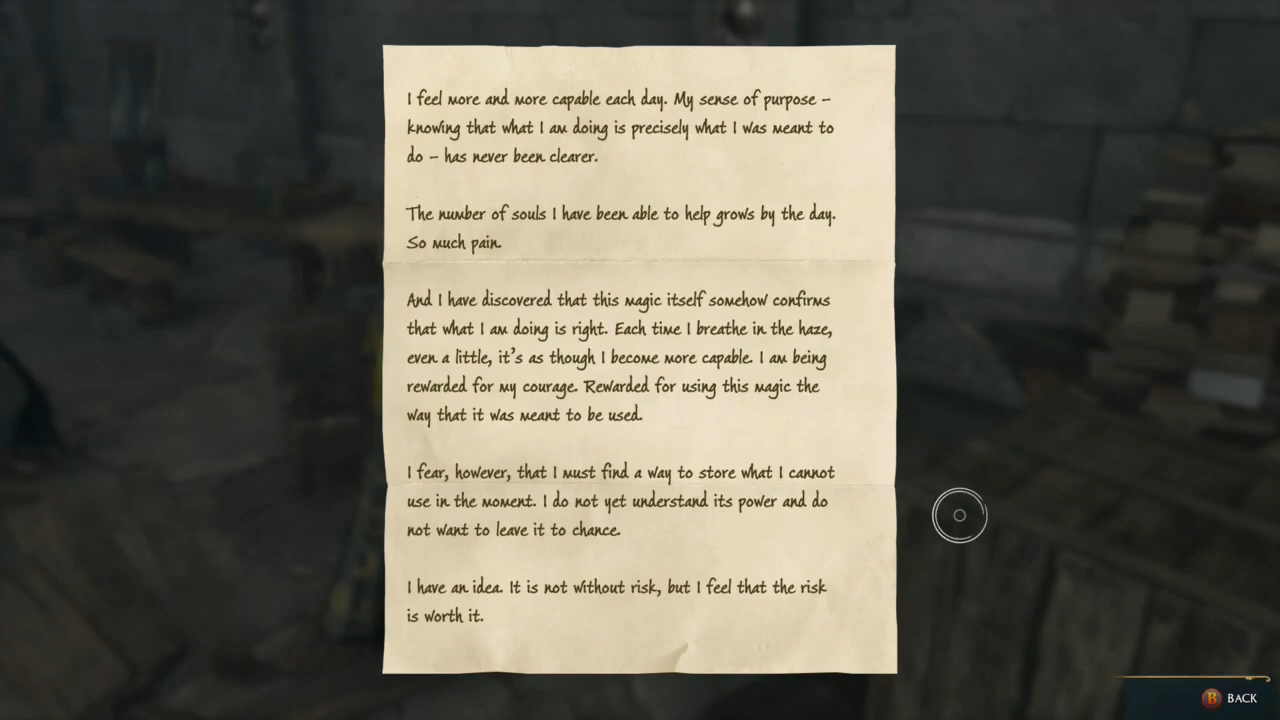 I feel more and more capable each day. My sense of purpose –
knowing that what I am doing is precisely what I was meant to
do – has never been clearer.
The number of souls I have been able to help grows by the day.
So much pain.
And I have discovered that this magic itself somehow confirms
that what I am doing is right. Each time I breathe in the haze,
even a little, it's as though I become more capable. I am being
rewarded for my courage. Rewarded for using this magic the
way that it was meant to be used.
I fear, however, that I must find a way to store what I cannot
use in the moment. I do not yet understand its power and do
not want to leave it to chance.
I have an idea. It is not without risk, but I feel that the risk
is worth it.
B BACK